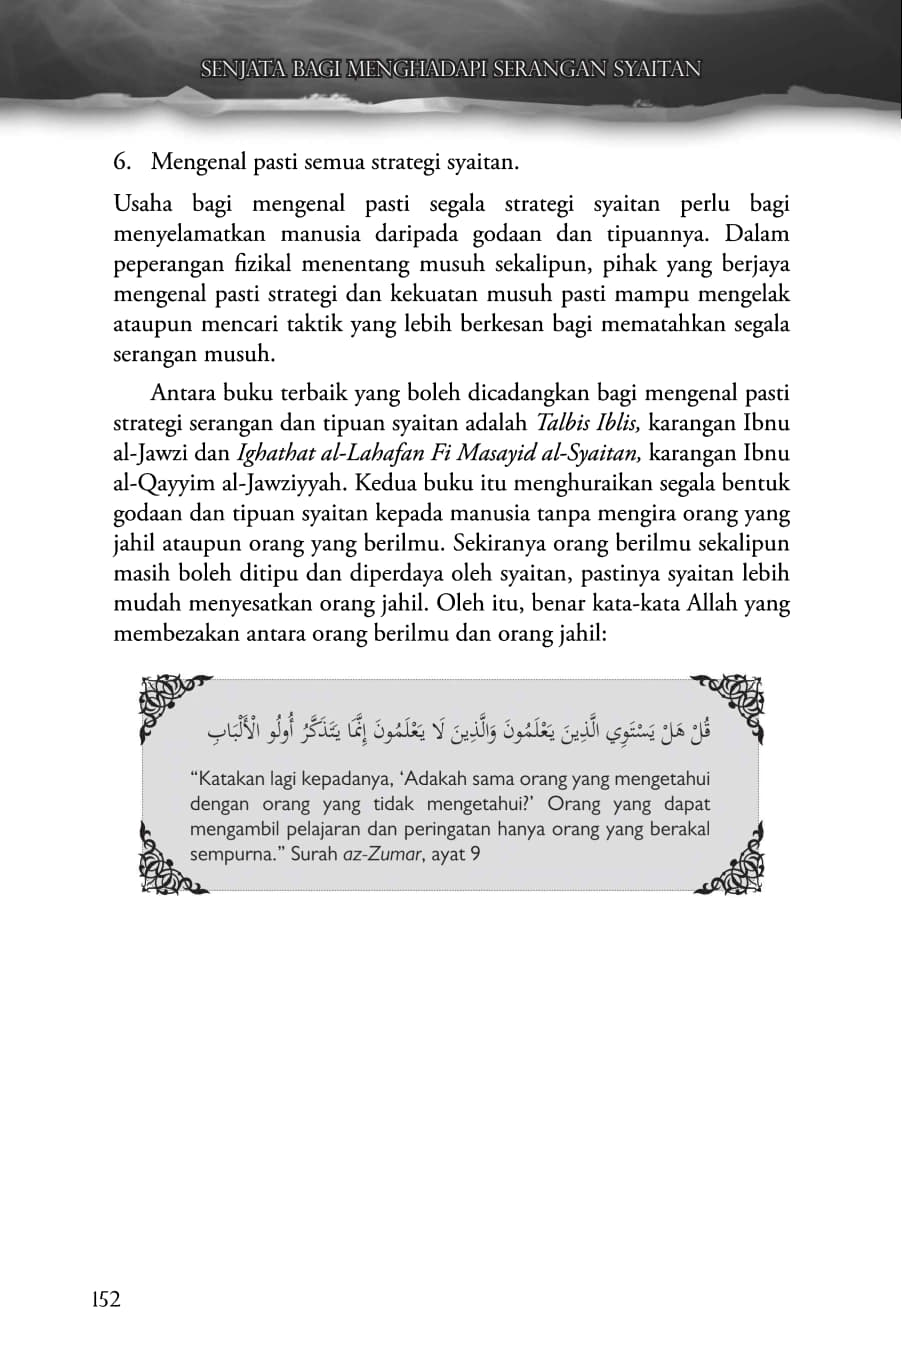 SENJATA BAGI MENGHADAPI SERANGAN SYAITAN
6. Mengenal pasti semua strategi syaitan.
Usaha bagi mengenal pasti segala strategi syaitan perlu bagi
menyelamatkan manusia daripada godaan dan tipuannya. Dalam
peperangan fizikal menentang musuh sekalipun, pihak yang berjaya
mengenal pasti strategi dan kekuatan musuh pasti mampu mengelak
ataupun mencari taktik yang lebih berkesan bagi mematahkan segala
serangan musuh.
Antara buku terbaik yang boleh dicadangkan bagi mengenal pasti
strategi serangan dan tipuan syaitan adalah Talbis Iblis, karangan Ibnu
al-Jawzi dan Ighathat al-Lahafan Fi Masayid al-Syaitan, karangan Ibnu
al-Qayyim al-Jawziyyah. Kedua buku itu menghuraikan segala bentuk
godaan dan tipuan syaitan kepada manusia tanpa mengira orang yang
jahil ataupun orang yang berilmu. Sekiranya orang berilmu sekalipun
masih boleh ditipu dan diperdaya oleh syaitan, pastinya syaitan lebih
mudah menyesatkan orang jahil. Oleh itu, benar kata-kata Allah yang
membezakan antara orang berilmu dan orang jahil:
قُلْ هَلْ يَسْتَوِي الَّذِينَ يَعْلَمُونَ وَالَّذِينَ لَا يَعْلَمُونَ إِنَّمَا يَتَذَكَّرُ أُولُو الْأَلْبَابِ
“Katakan lagi kepadanya, ‘Adakah sama orang yang mengetahui
dengan orang yang tidak mengetahui?’ Orang yang dapat
mengambil pelajaran dan peringatan hanya orang yang berakal
sempurna.” Surah az-Zumar, ayat 9
152